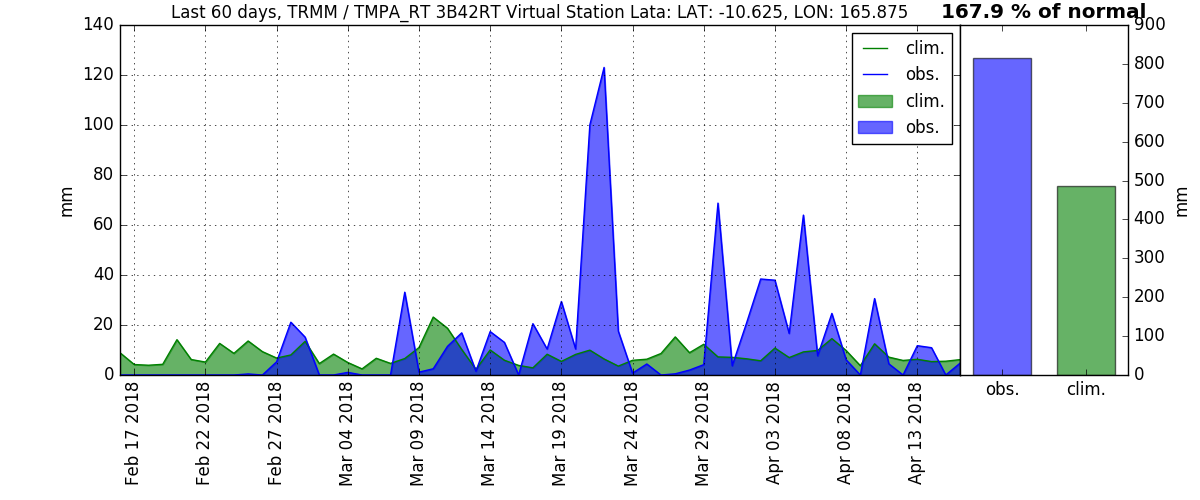 Last 60 days, TRMM / TMPA_RT 3B42RT Virtual Station Lata: LAT: -10.625, LON: 165.875
167.9 % of normal
140
120
100
80
60
40
20
0
mm
clim.
obs.
clim.
obs.
Feb 17 2018
Feb 22 2018
Feb 27 2018
Mar 04 2018
Mar 09 2018
Mar 14 2018
Mar 19 2018
Mar 24 2018
Mar 29 2018
Apr 03 2018
Apr 08 2018
Apr 13 2018
900
800
700
600
500
400
300
200
100
0
mm
obs.
clim.